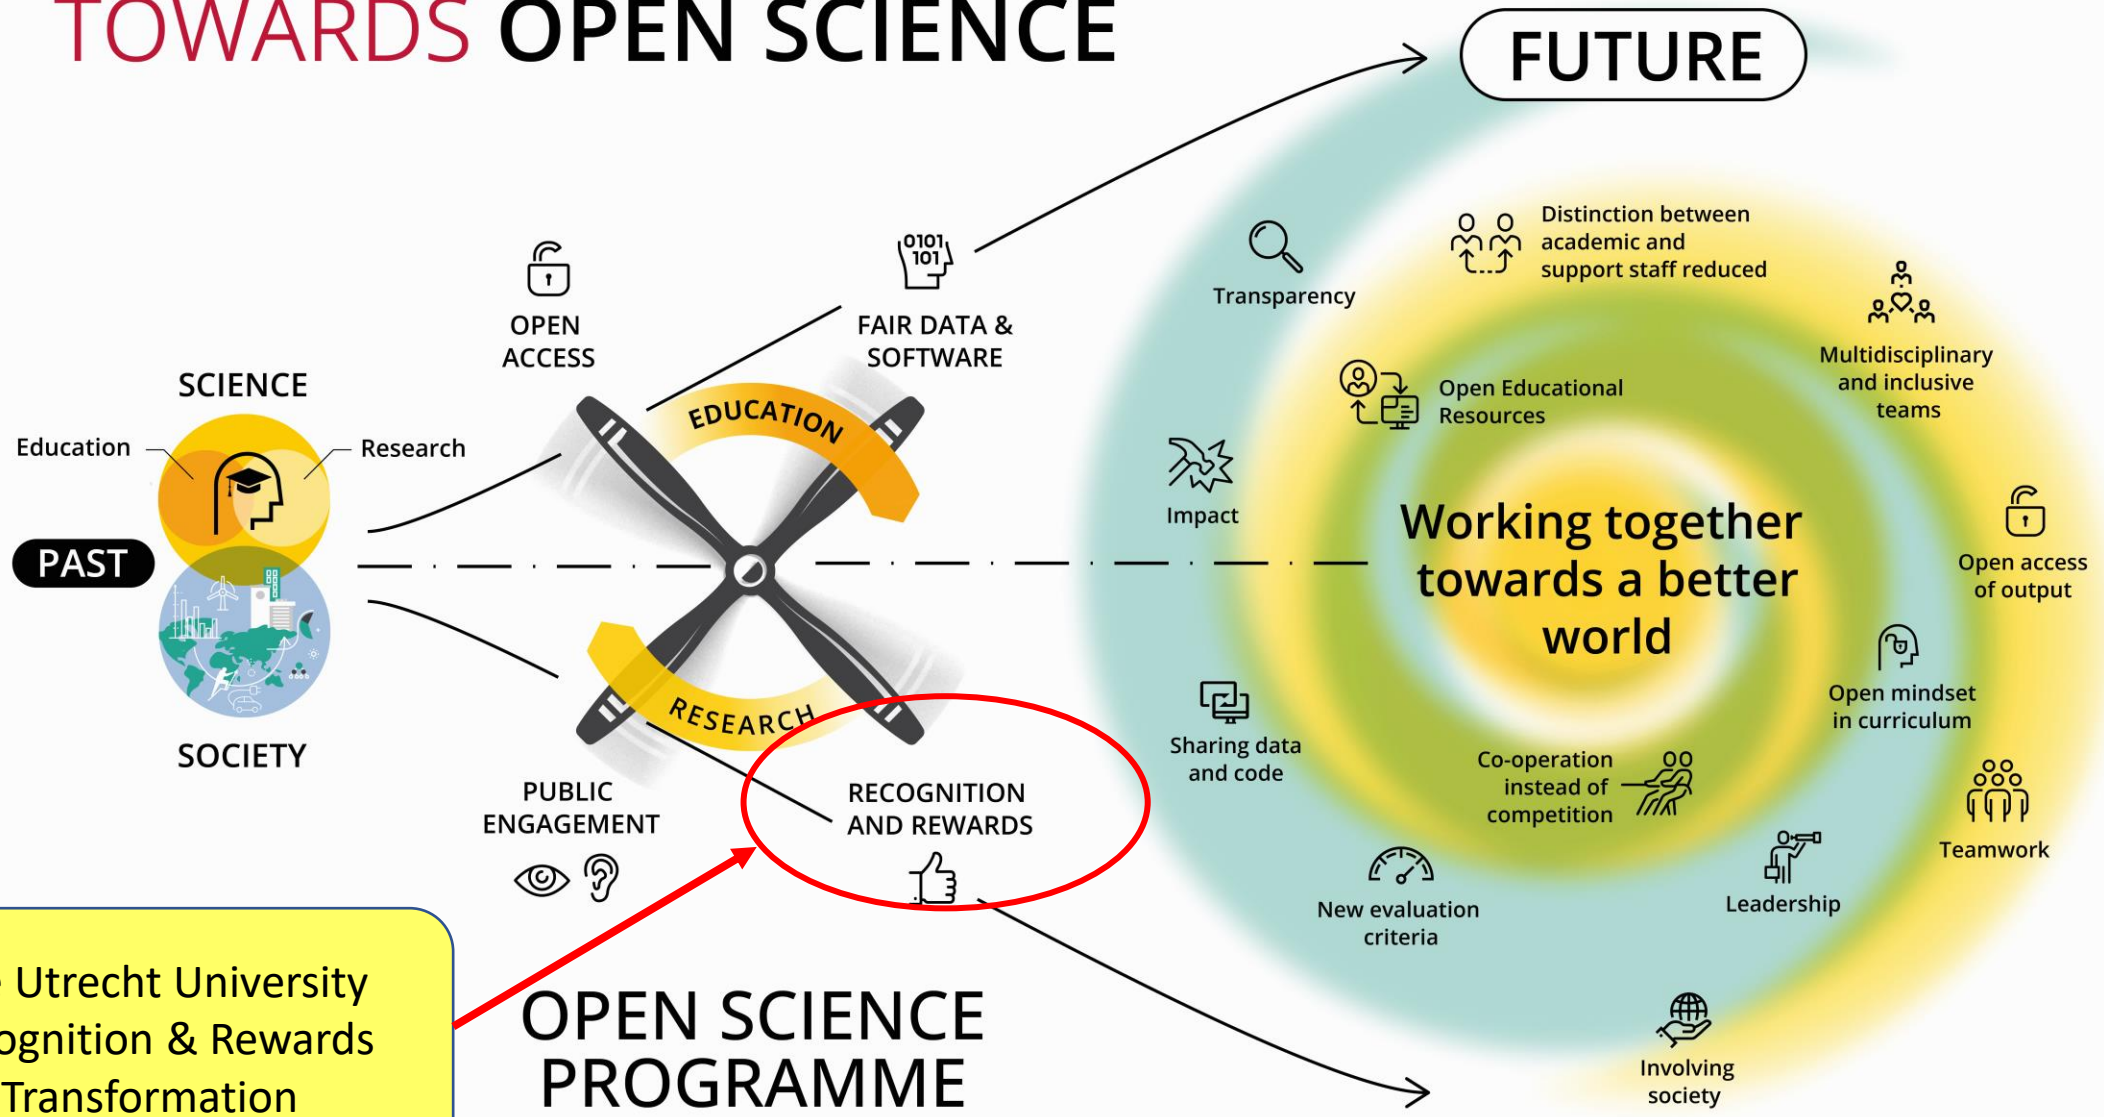 TOWARDS OPEN SCIENCE
FUTURE
PAST
SCIENCE
Education
Research
SOCIETY
OPEN
ACCESS
0101
101
FAIR DATA &
SOFTWARE
EDUCATION
RESEARCH
PUBLIC
ENGAGEMENT
RECOGNITION
AND REWARDS
Utrecht University
& Rewards
Transformation
OPEN SCIENCE
PROGRAMME
Transparency
Distinction between
academic and
support staff reduced
Multidisciplinary
and inclusive
teams
Open Educational
Resources
Impact
Working together
towards a better
world
Open access
of output
Open mindset
in curriculum
Sharing data
and code
Co-operation
instead of
competition
Teamwork
New evaluation
criteria
Leadership
Involving
society